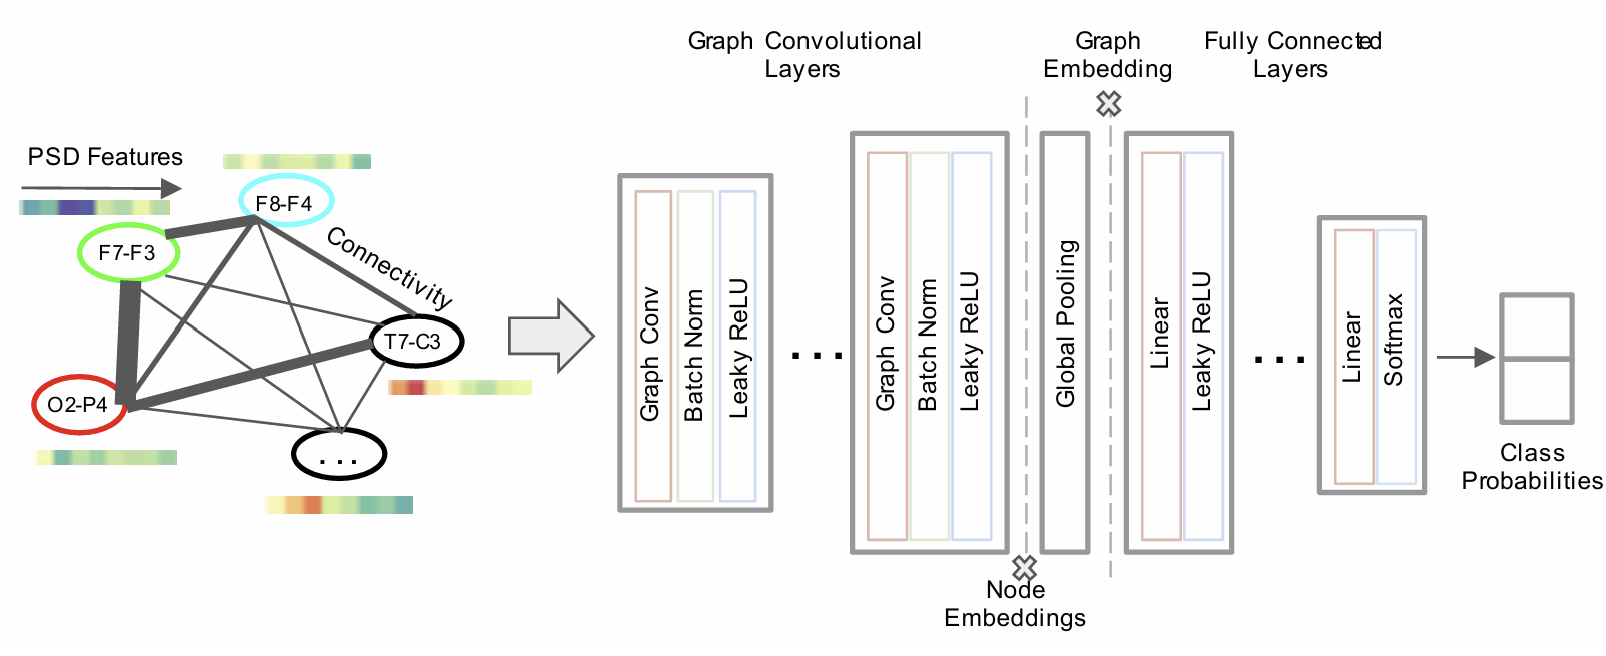 PSD Features
F8-F4
F7-F3
Connectivity
T7-C3
O2-P4
...
Graph Convolutional
Layers
Graph Conv
Batch Norm
Leaky ReLU
...
Graph Conv
Batch Norm
Leaky ReLU
Node
Embeddings
Graph
Embedding
Global Pooling
Fully Connected
Layers
Linear
Leaky ReLU
...
Linear
Softmax
Class
Probabilities